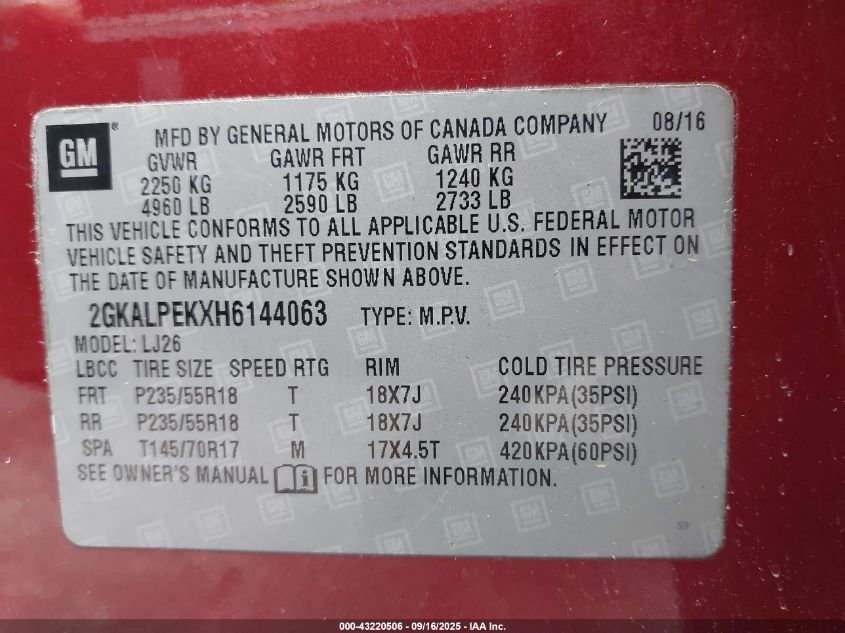 GM ® MFD BY GENERAL MOTORS OF CANADA COMPANY 08/16
GVWR GAWR FRT GAWR RR
2250 KG 1175 KG 1240 KG
4960 LB 2590 LB 2733 LB
THIS VEHICLE CONFORMS TO ALL APPLICABLE U.S. FEDERAL MOTOR
VEHICLE SAFETY AND THEFT PREVENTION STANDARDS IN EFFECT ON
THE DATE OF MANUFACTURE SHOWN ABOVE.
2GKALPEKXH6144063 TYPE: M.P.V.
MODEL: LJ26
LBCC TIRE SIZE SPEED RTG RIM COLD TIRE PRESSURE
FRT P235/55R18 T 18X7J 240KPA(35PSI)
RR P235/55R18 T 18X7J 240KPA(35PSI)
SPA T145/70R17 M 17X4.5T 420KPA(60PSI)
SEE OWNER'S MANUAL FOR MORE INFORMATION.
000-43220506 - 09/16/2025 - IAA Inc.